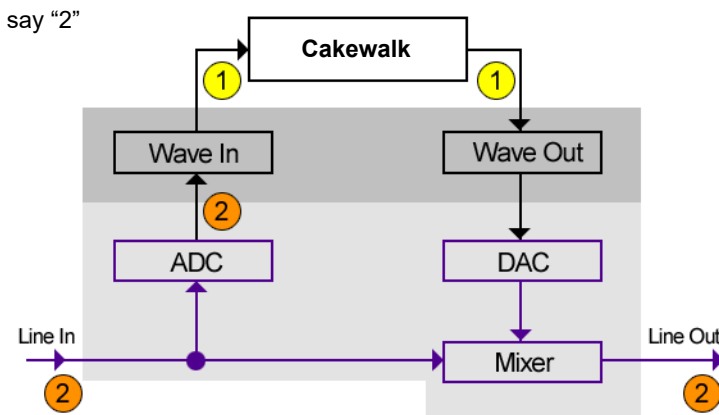 say “2”
Cakewalk
1
1
Wave In
Wave Out
2
ADC
DAC
Line In
Line Out
Mixer
2
2